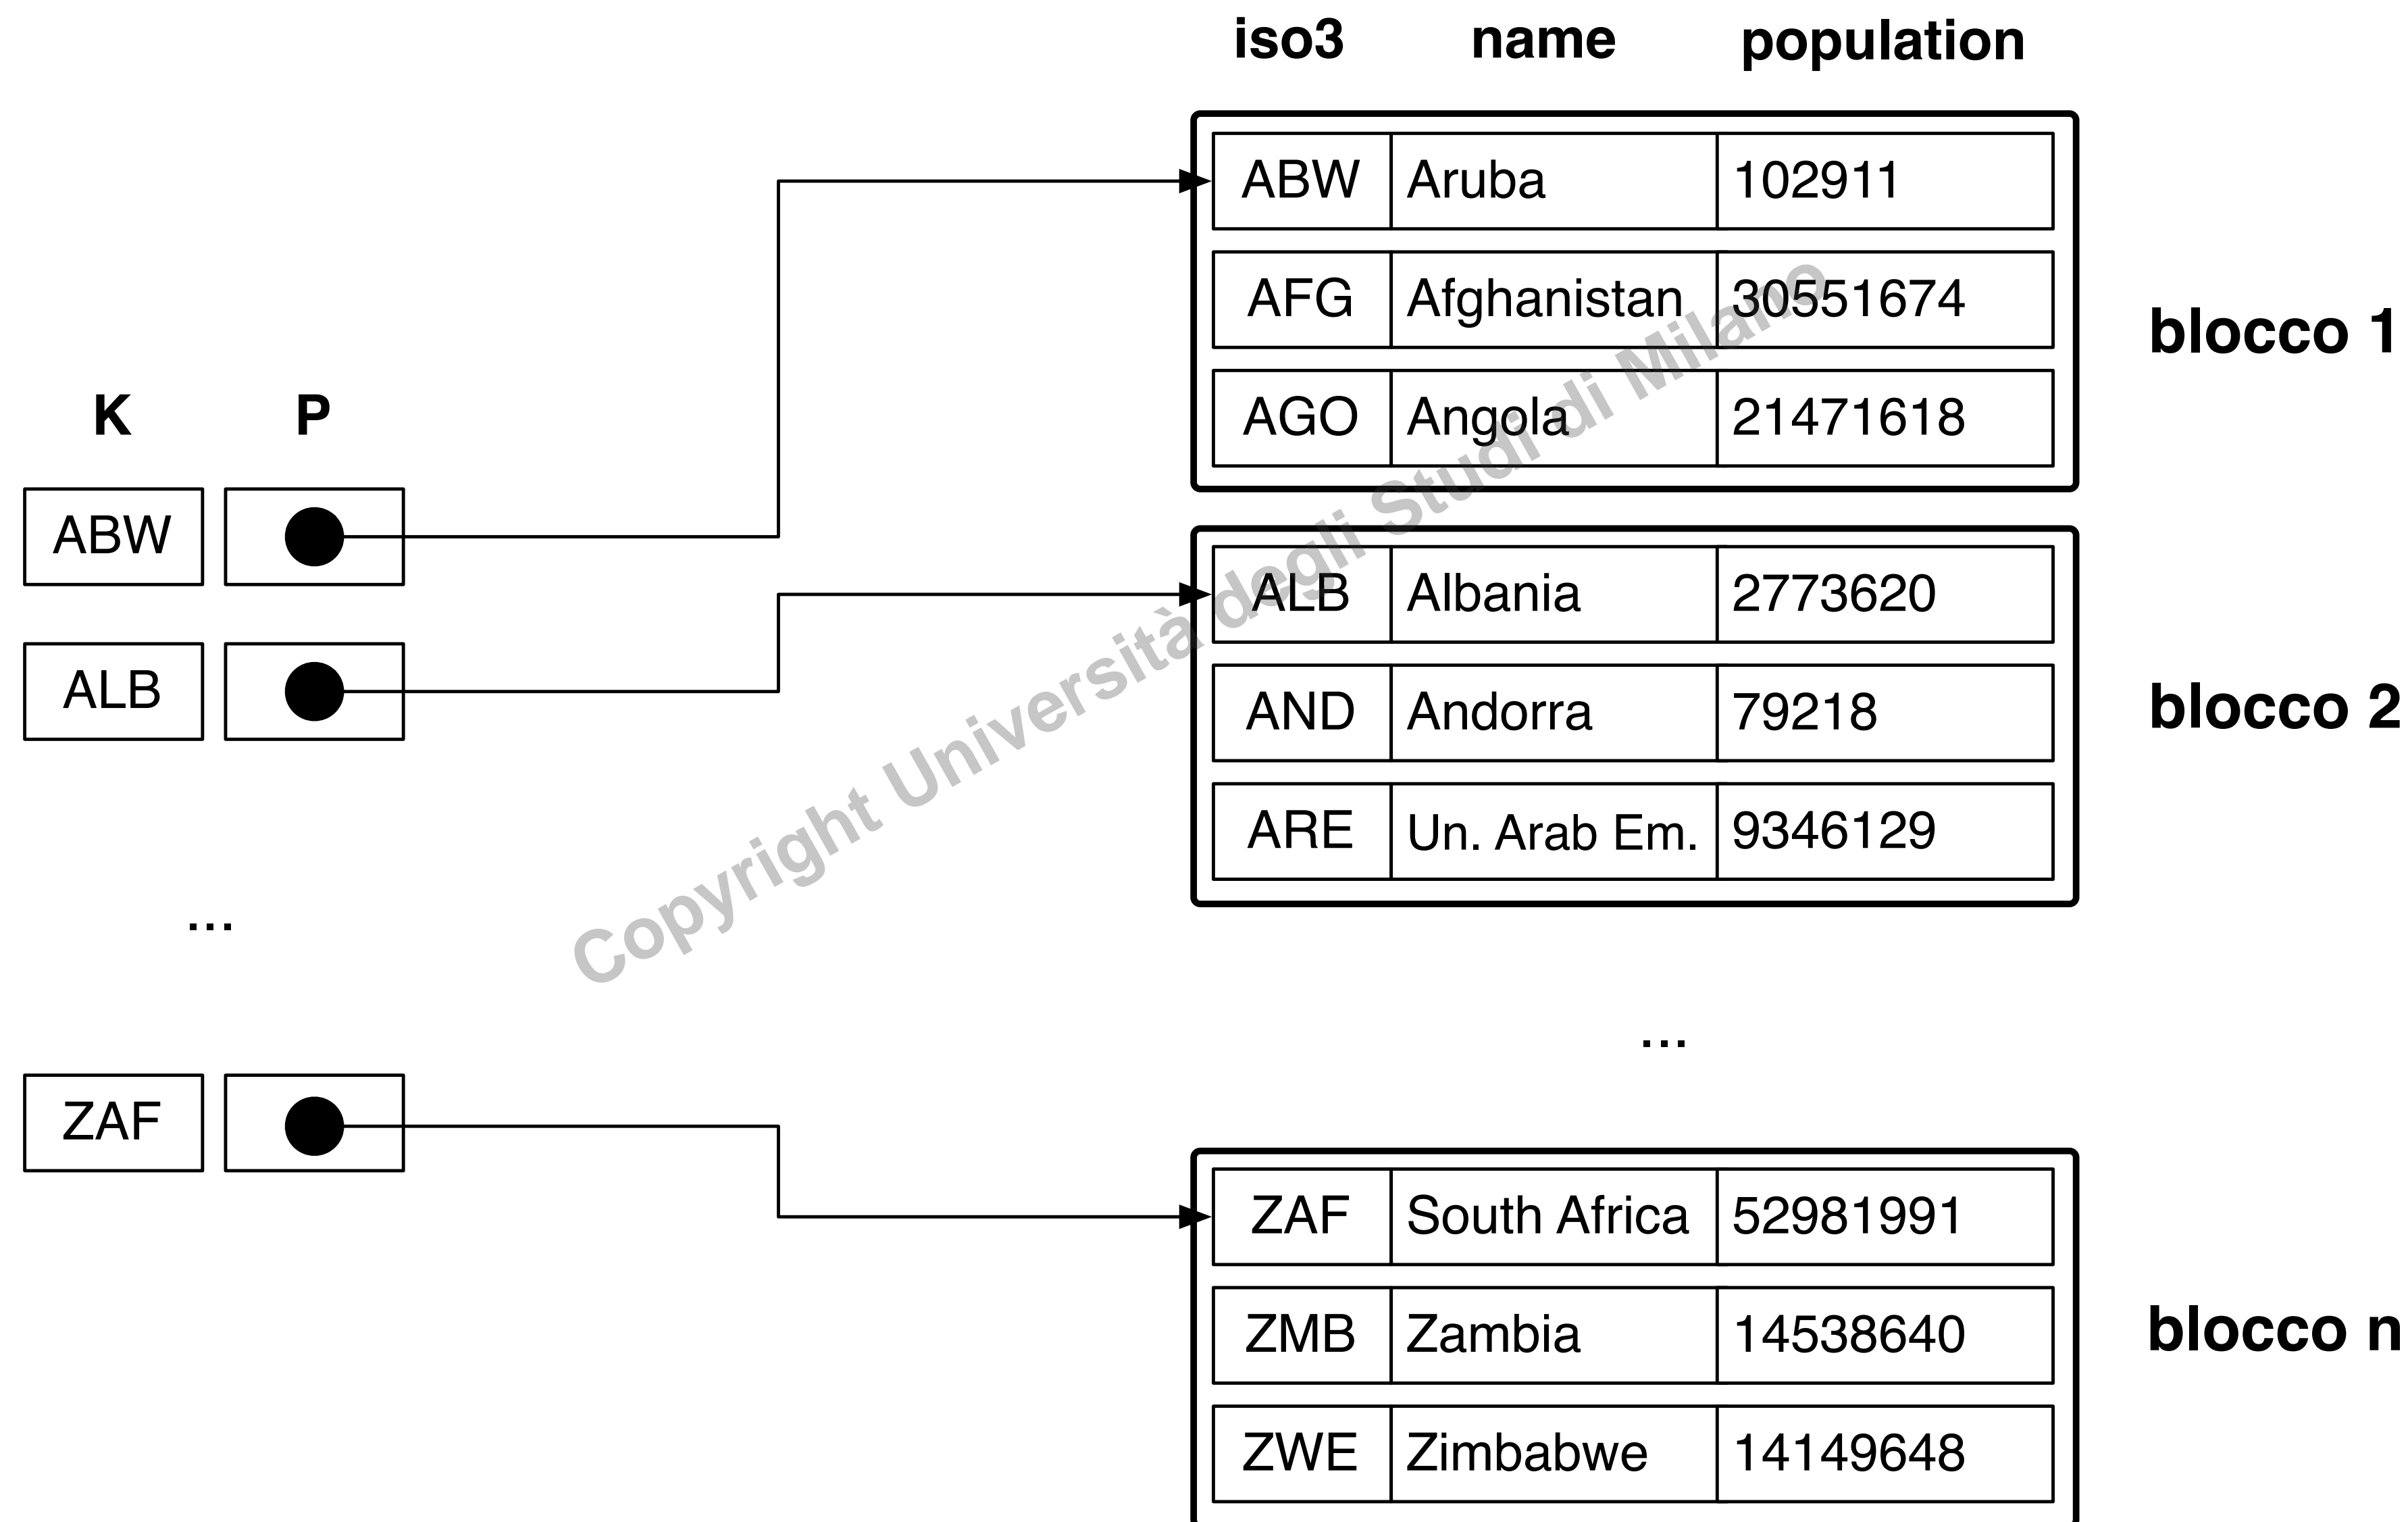 iso3 name population
ABW Aruba 102911
AFG Afghanistan 30551674
AGO Angola 21471618
blocco 1
K P
ABW
ALB
...
ZAF
ALB Albania 2773620
AND Andorra 79218
ARE Un. Arab Em. 9346129
blocco 2
...
ZAF South Africa 52981991
ZMB Zambia 14538640
ZWE Zimbabwe 14149648
blocco n
Copyright Università degli Studi di Milano